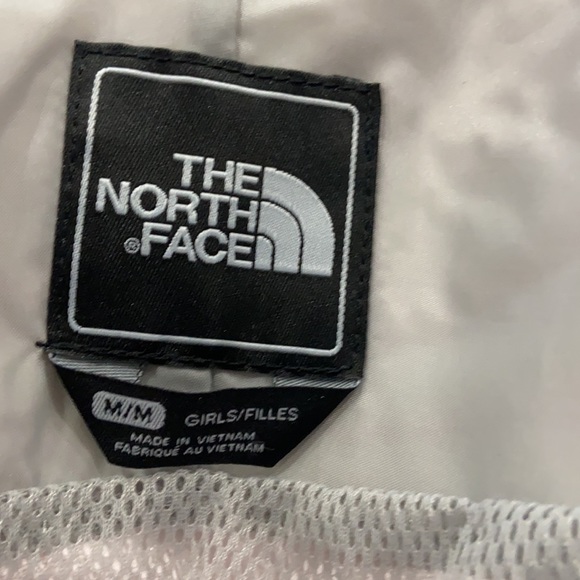 THE
NORTH
®FACE
M/M GIRLS/FILLES
MADE IN VIETNAM
FABRIQUÉ AU VIETNAM